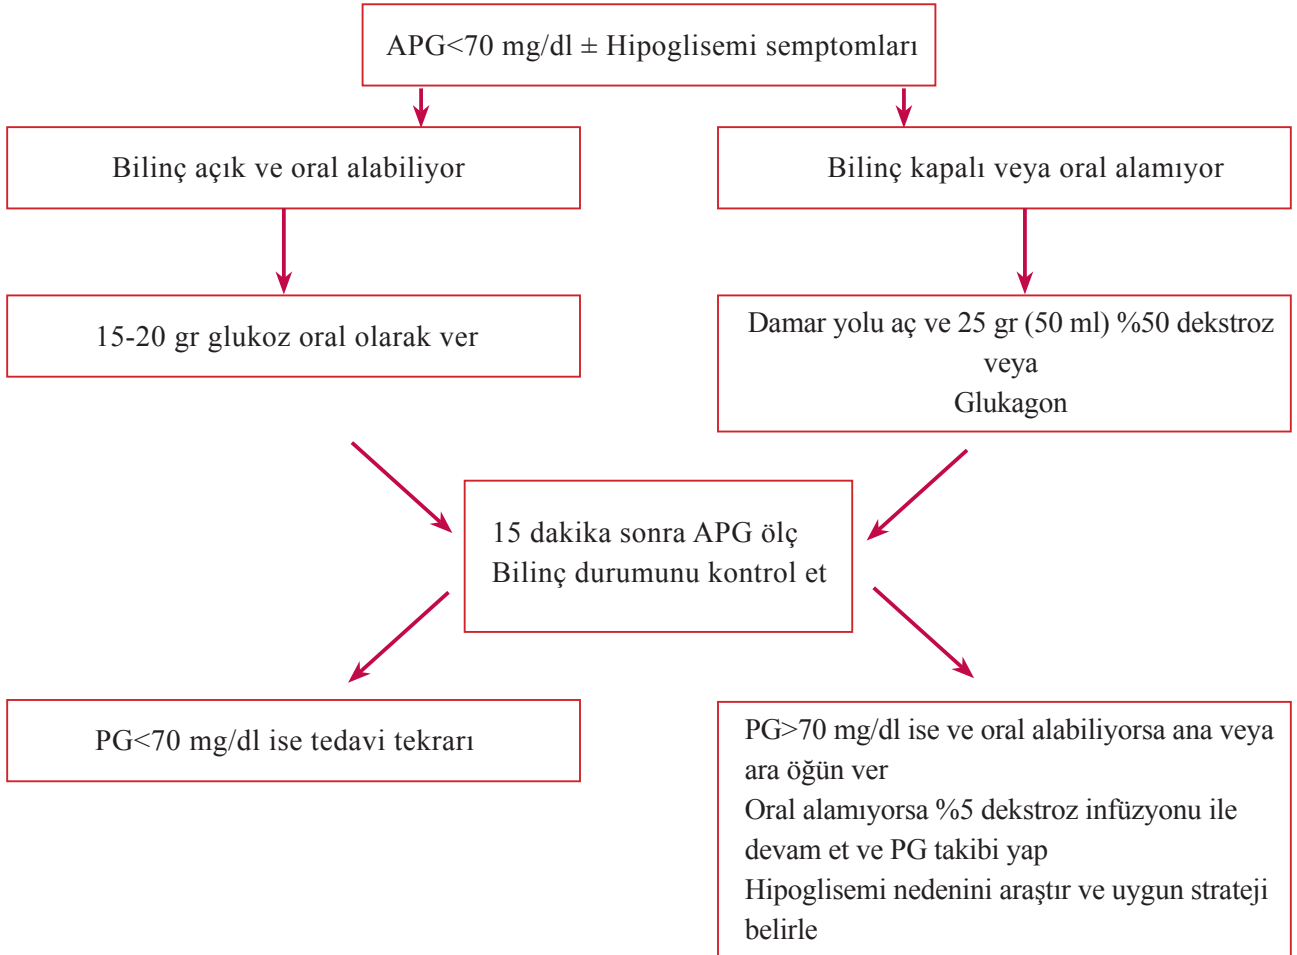 APG<70 mg/dl ± Hipoglisemi semptomları
Bilinç açık ve oral alabiliyor
Bilinç kapalı veya oral alamıyor
15-20 gr glukoz oral olarak ver
Damar yolu aç ve 25 gr (50 ml) %50 dekstroz
veya
Glukagon
15 dakika sonra APG ölç
Bilinç durumunu kontrol et
PG<70 mg/dl ise tedavi tekrarı
PG>70 mg/dl ise ve oral alabiliyorsa ana veya
ara öğün ver
Oral alamıyorsa %5 dekstroz infüzyonu ile
devam et ve PG takibi yap
Hipoglisemi nedenini araştır ve uygun strateji
belirle